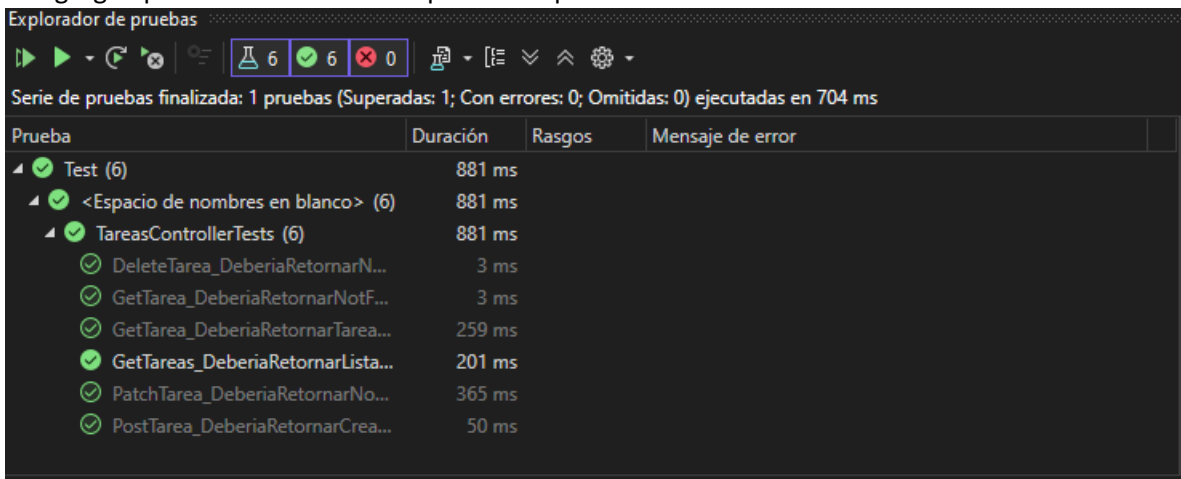 Explorador de pruebas
6 6 0
Serie de pruebas finalizada: 1 pruebas (Superadas: 1; Con errores: 0; Omitidas: 0) ejecutadas en 704 ms
Prueba Duración Rasgos Mensaje de error
Test (6) 881 ms
<Espacio de nombres en blanco> (6) 881 ms
TareasControllerTests (6) 881 ms
DeleteTarea_DeberiaRetornarN... 3 ms
GetTarea_DeberiaRetornarNotF... 3 ms
GetTarea_DeberiaRetornarTarea... 259 ms
GetTareas_DeberiaRetornarLista... 201 ms
PatchTarea_DeberiaRetornarNo... 365 ms
PostTarea_DeberiaRetornarCrea... 50 ms